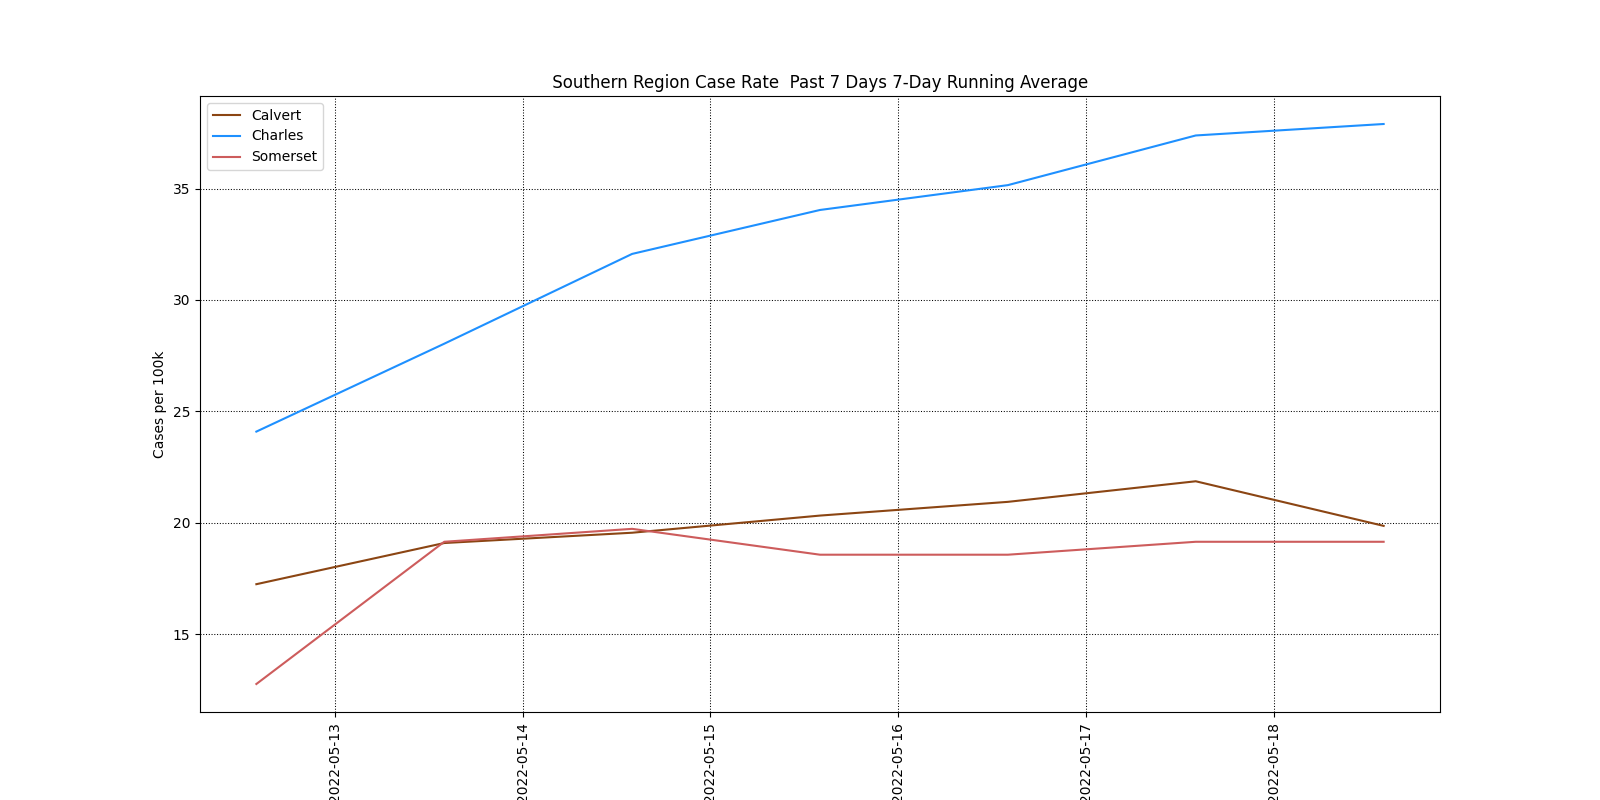 Southern Region Case Rate  Past 7 Days 7-Day Running Average
Calvert
Charles
Somerset
Cases per 100k
35
30
25
20
15
2022-05-13
2022-05-14
2022-05-15
2022-05-16
2022-05-17
2022-05-18